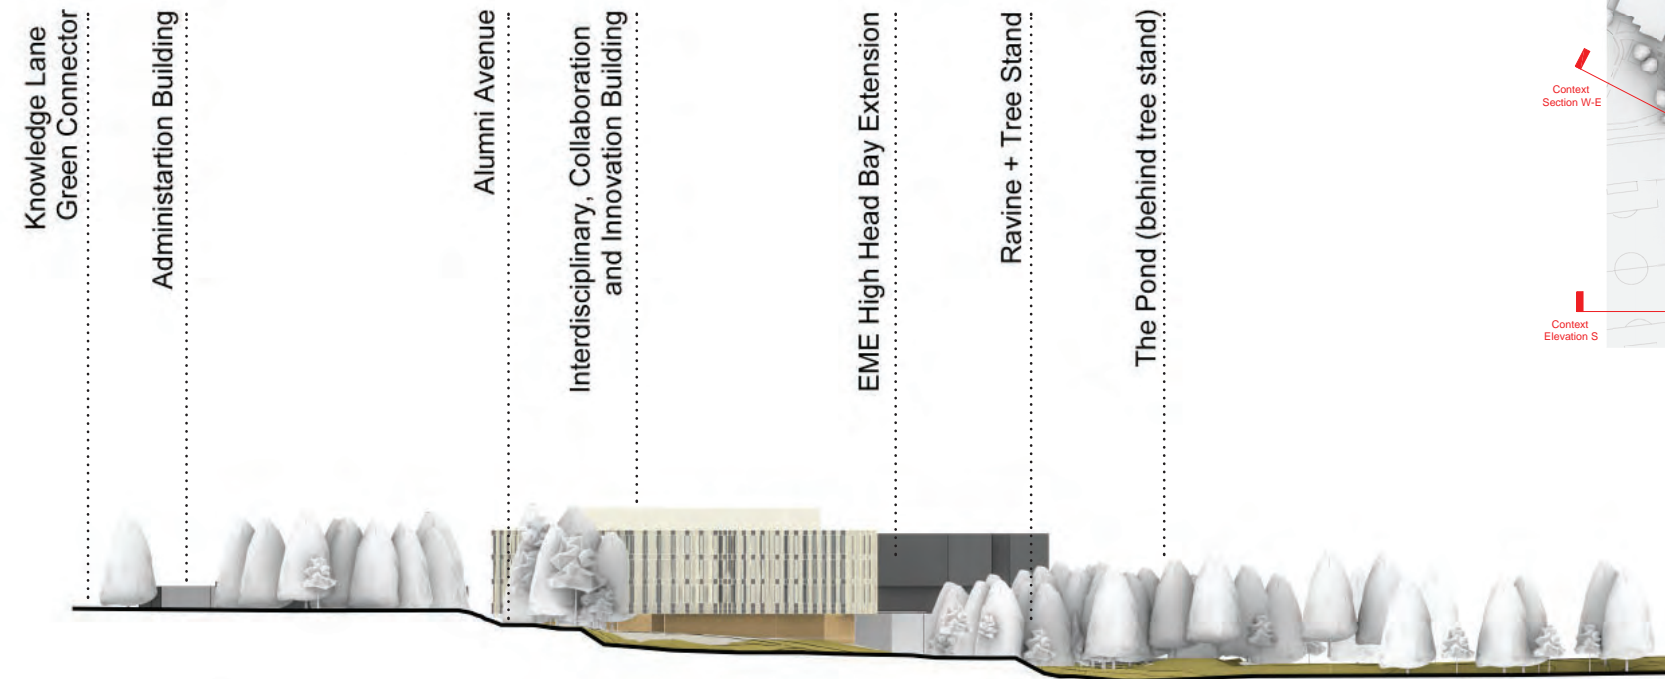 Knowledge Lane
Green Connector
Administartion Building
Alumni Avenue
Interdisciplinary, Collaboration
and Innovation Building
EME High Head Bay Extension
Ravine + Tree Stand
The Pond (behind tree stand)
Context
Section W-E
Context
Elevation S